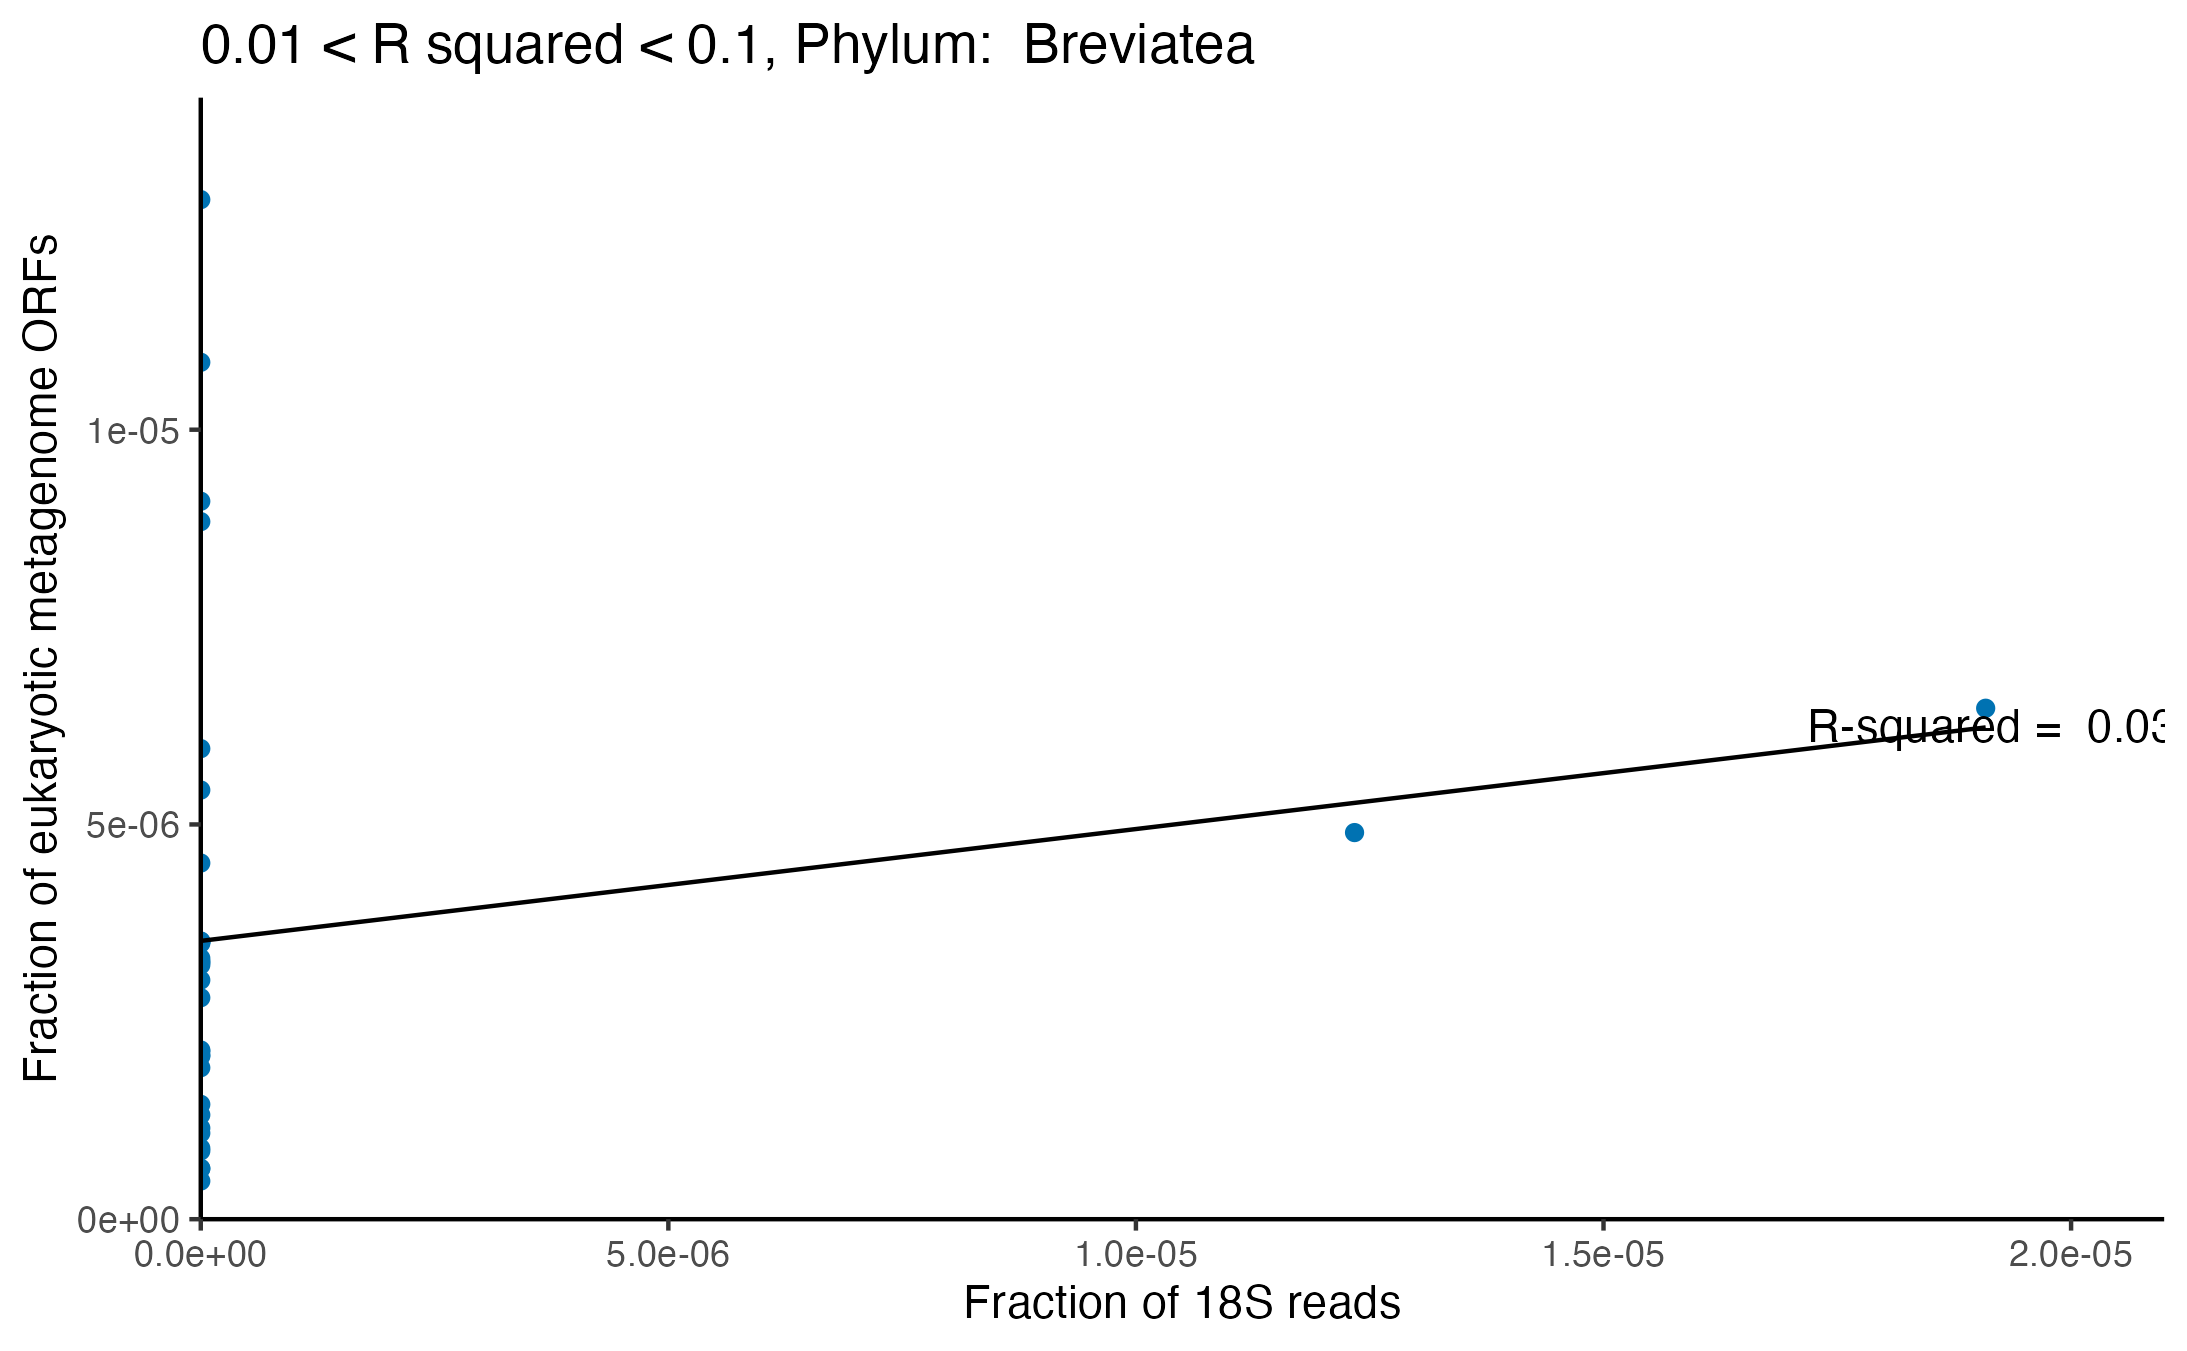 0.01 < R squared < 0.1, Phylum:  Breviatea
Fraction of eukaryotic metagenome ORFs
1e-05
5e-06
0e+00
R-squared =  0.03
0.0e+00
5.0e-06
1.0e-05
1.5e-05
2.0e-05
Fraction of 18S reads